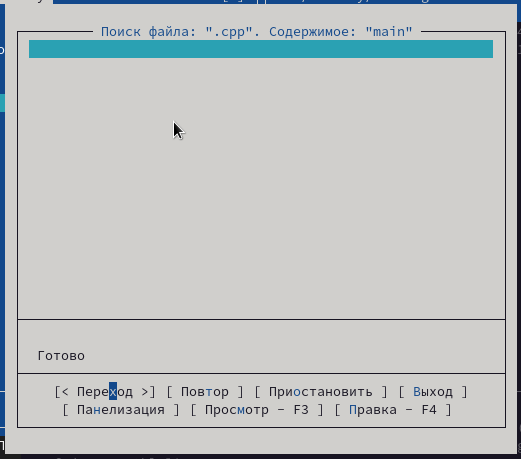 Поиск файла: ".cpp". Содержимое: "main"
Готово
[< Переход >] [ Повтор ] [ Приостановить ] [ Выход ]
[ Панелизация ] [ Просмотр - F3 ] [ Правка - F4 ]